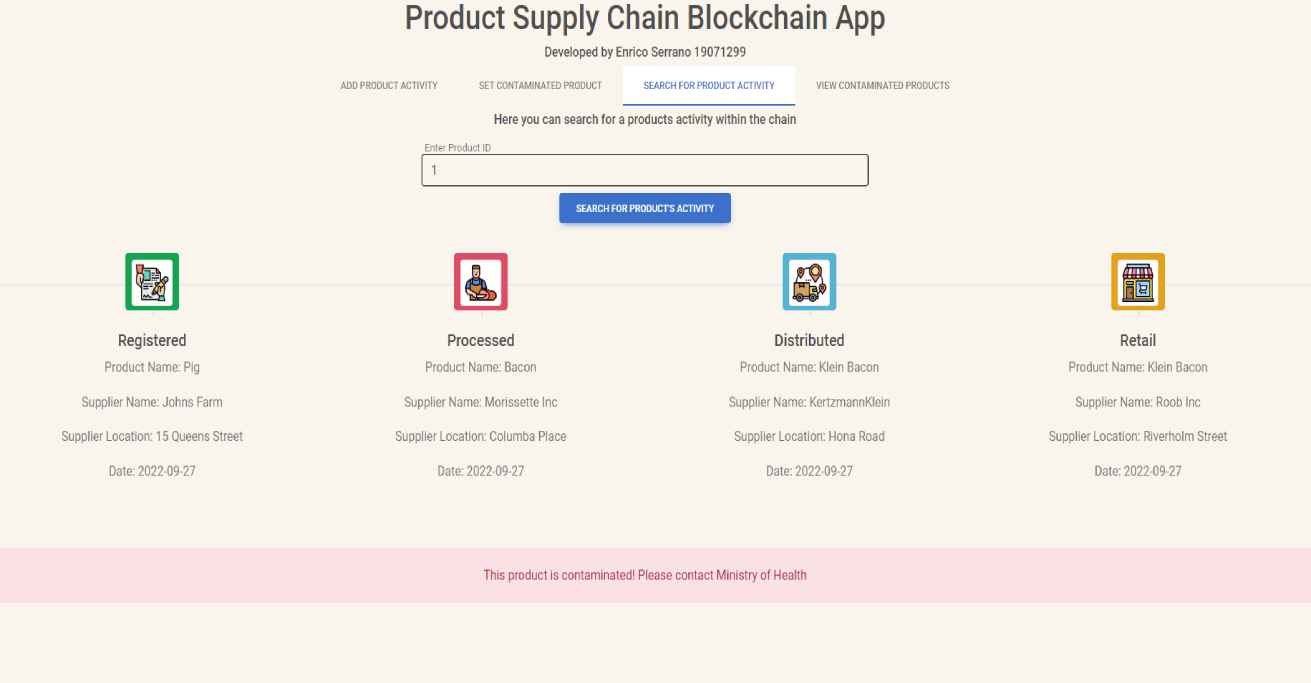 Product Supply Chain Blockchain App
Developed by Enrico Serrano 19071299
ADD PRODUCT ACTIVITY SET CONTAMINATED PRODUCT SEARCH FOR PRODUCT ACTIVITY VIEW CONTAMINATED PRODUCTS
Here you can search for a products activity within the chain
Enter Product ID
1
SEARCH FOR PRODUCT'S ACTIVITY
Registered
Product Name: Pig
Supplier Name: Johns Farm
Supplier Location: 15 Queens Street
Date: 2022-09-27
Processed
Product Name: Bacon
Supplier Name: Morissette Inc
Supplier Location: Columba Place
Date: 2022-09-27
Distributed
Product Name: Klein Bacon
Supplier Name: KertzmannKlein
Supplier Location: Hona Road
Date: 2022-09-27
Retail
Product Name: Klein Bacon
Supplier Name: Roob Inc
Supplier Location: Riverholm Street
Date: 2022-09-27
This product is contaminated! Please contact Ministry of Health